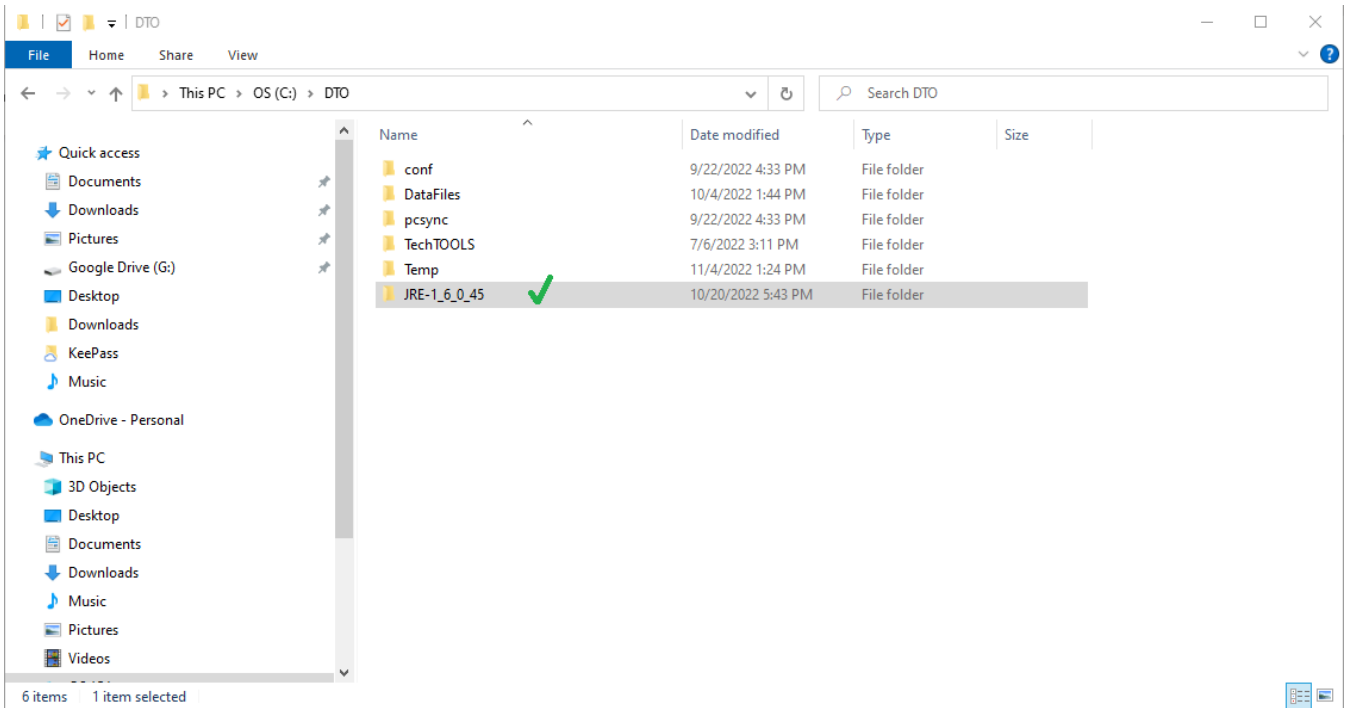 DTO
File Home Share View
This PC > OS (C:) > DTO
Search DTO
Name Date modified Type Size
Quick access
Documents
Downloads
Pictures
Google Drive (G:)
Desktop
Downloads
KeePass
Music
OneDrive - Personal
This PC
3D Objects
Desktop
Documents
Downloads
Music
Pictures
Videos
conf 9/22/2022 4:33 PM File folder
DataFiles 10/4/2022 1:44 PM File folder
pcsync 9/22/2022 4:33 PM File folder
TechTOOLS 7/6/2022 3:11 PM File folder
Temp 11/4/2022 1:24 PM File folder
JRE-1_6_0_45 10/20/2022 5:43 PM File folder
6 items 1 item selected